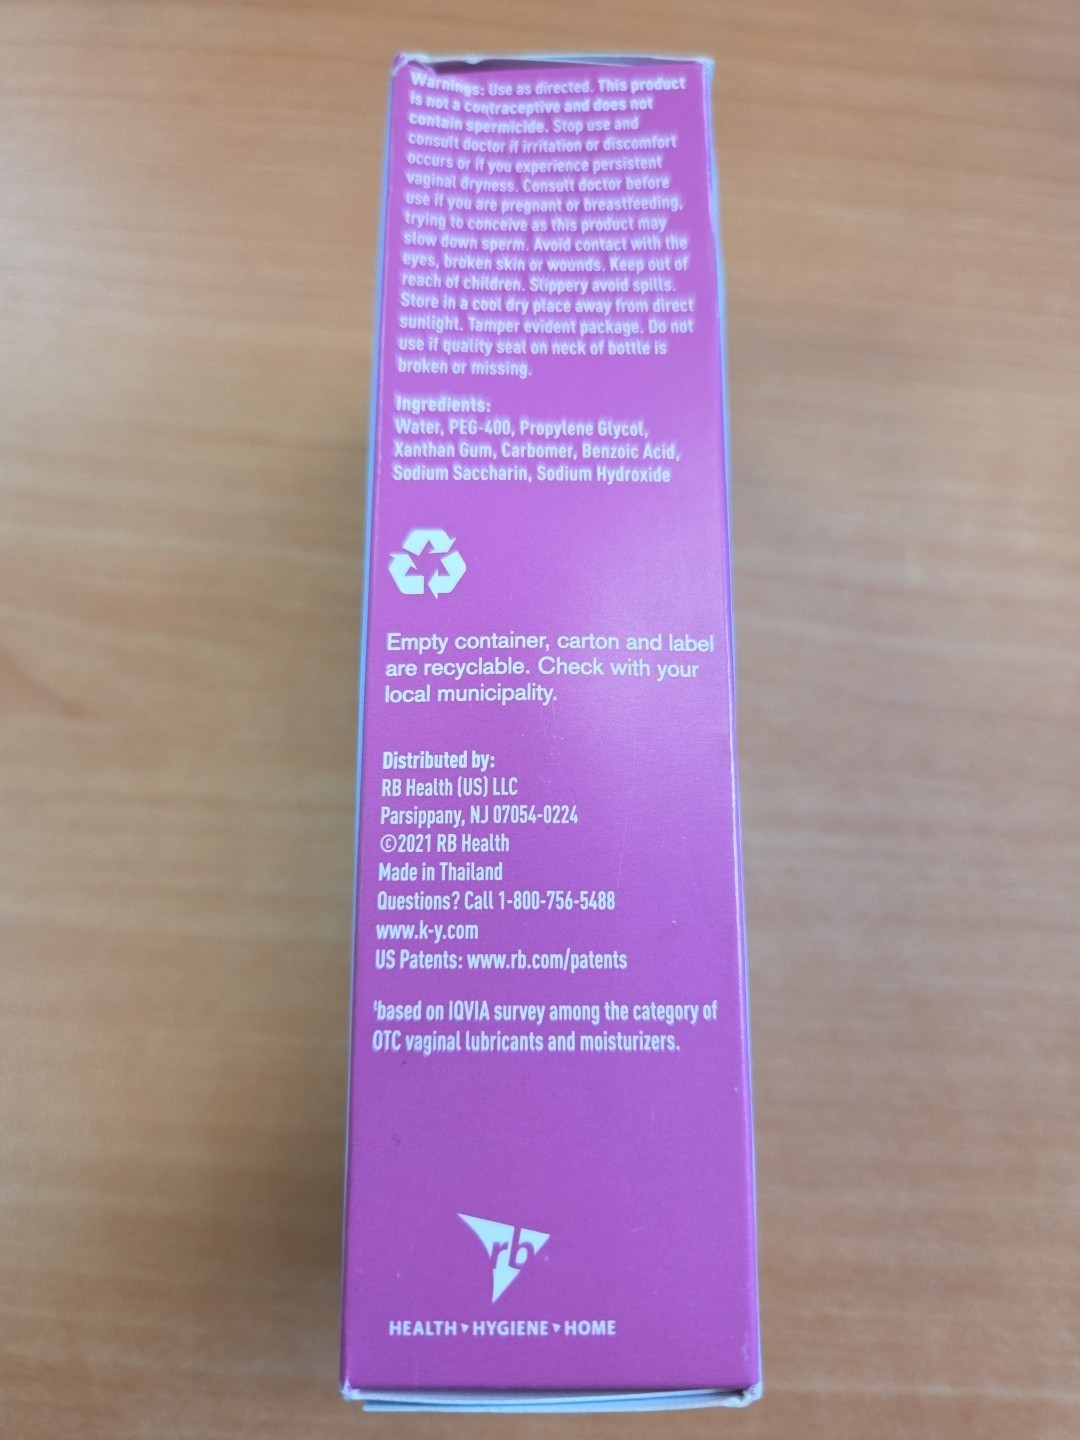 Warnings: Use as directed. This product
is not a contraceptive and does not
contain spermicide. Stop use and
consult doctor if irritation or discomfort
occurs or if you experience persistent
vaginal dryness. Consult doctor before
use if you are pregnant or breastfeeding,
trying to conceive as this product may
slow down sperm. Avoid contact with the
eyes, broken skin or wounds. Keep out of
reach of children. Slippery avoid spills.
Store in a cool dry place away from direct
sunlight. Tamper evident package. Do not
use if quality seal on neck of bottle is
broken or missing.
Ingredients:
Water, PEG-400, Propylene Glycol,
Xanthan Gum, Carbomer, Benzoic Acid,
Sodium Saccharin, Sodium Hydroxide
Empty container, carton and label
are recyclable. Check with your
local municipality.
Distributed by:
RB Health (US) LLC
Parsippany, NJ 07054-0224
©2021 RB Health
Made in Thailand
Questions? Call 1-800-756-5488
www.k-y.com
US Patents: www.rb.com/patents
‡based on IQVIA survey among the category of
OTC vaginal lubricants and moisturizers.
rb
HEALTH HYGIENE HOME